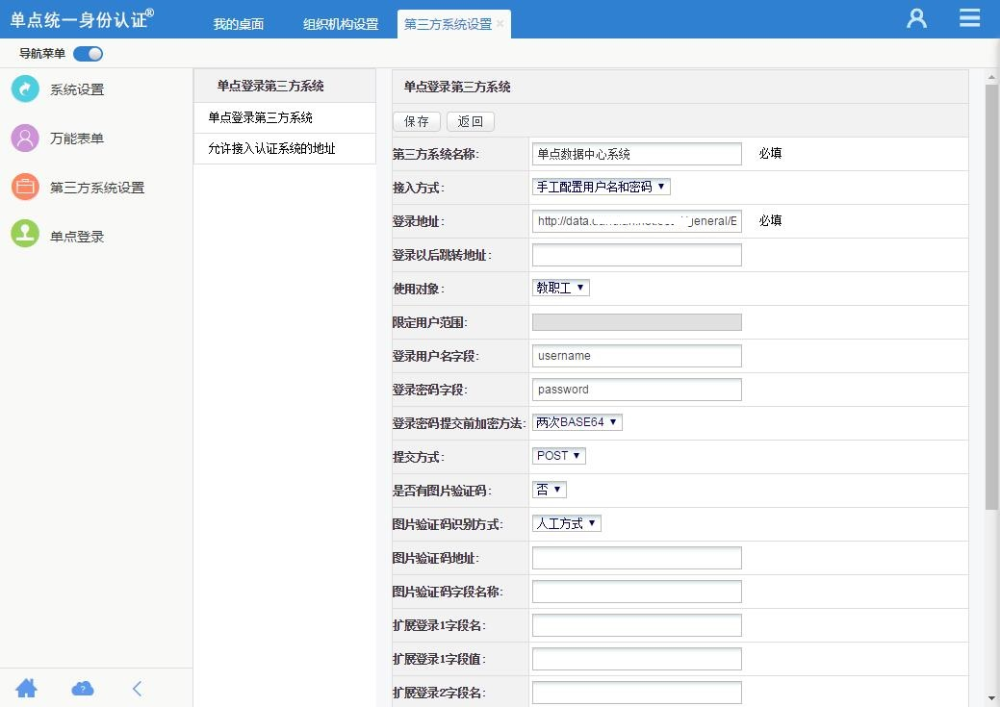 单点统一身份认证®
我的桌面
组织机构设置
第三方系统设置 ×
导航菜单
系统设置
万能表单
第三方系统设置
单点登录
单点登录第三方系统
单点登录第三方系统
允许接入认证系统的地址
单点登录第三方系统
保存 返回
第三方系统名称: 单点数据中心系统 必填
接入方式: 手工配置用户名和密码
登录地址: http://data. general/E 必填
登录以后跳转地址:
使用对象: 教职工
限定用户范围:
登录用户名字段: username
登录密码字段: password
登录密码提交前加密方法: 两次BASE64
提交方式: POST
是否有图片验证码: 否
图片验证码识别方式: 人工方式
图片验证码地址:
图片验证码字段名称:
扩展登录1字段名:
扩展登录1字段值:
扩展登录2字段名: